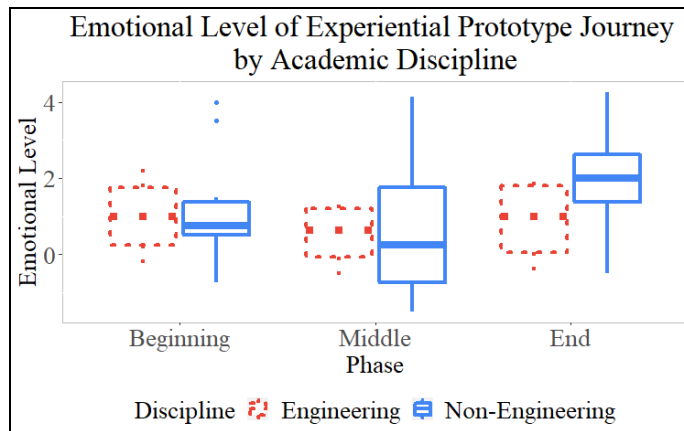 Emotional Level of Experiential Prototype Journey
by Academic Discipline
Emotional Level
4
2
0
Beginning
Middle
End
Phase
Discipline
Engineering
Non-Engineering